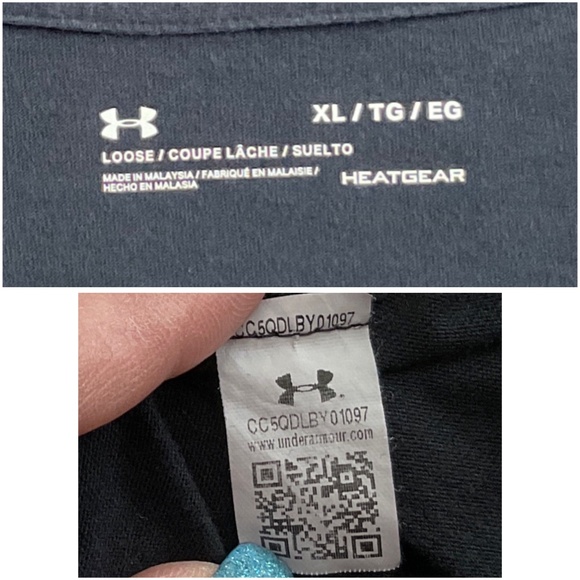 XL / TG / EG
LOOSE / COUPE LÂCHE / SUELTO
MADE IN MALAYSIA / FABRIQUÉ EN MALAISIE /
HECHO EN MALASIA
HEATGEAR
CC5QDLBY01097
CC5QDLBY01097
www.underarmour.com